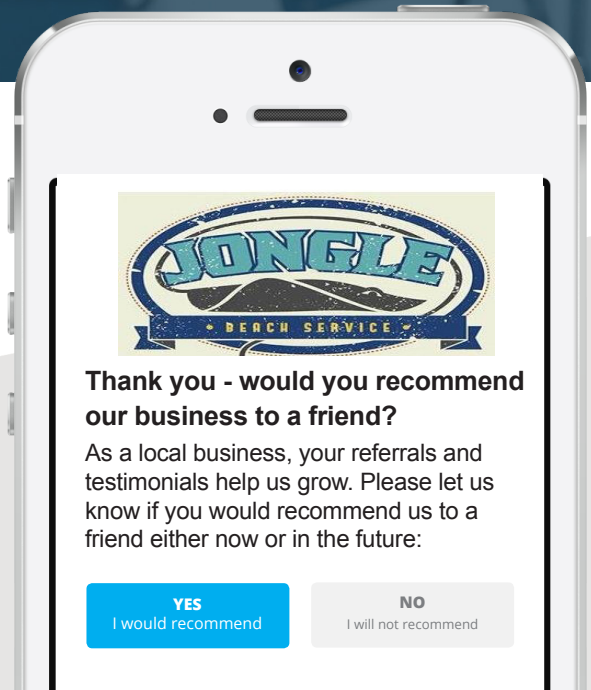 JONGLE
• BEACH SERVICE •
Thank you - would you recommend
our business to a friend?
As a local business, your referrals and
testimonials help us grow. Please let us
know if you would recommend us to a
friend either now or in the future:
YES
I would recommend
NO
I will not recommend